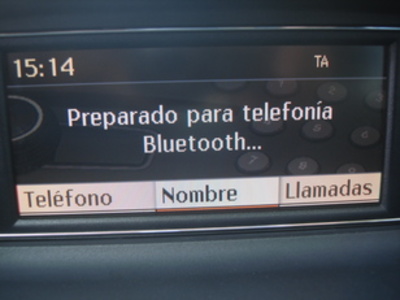 15:14 TA
Preparado para telefonía
Bluetooth...
Teléfono Nombre Llamadas